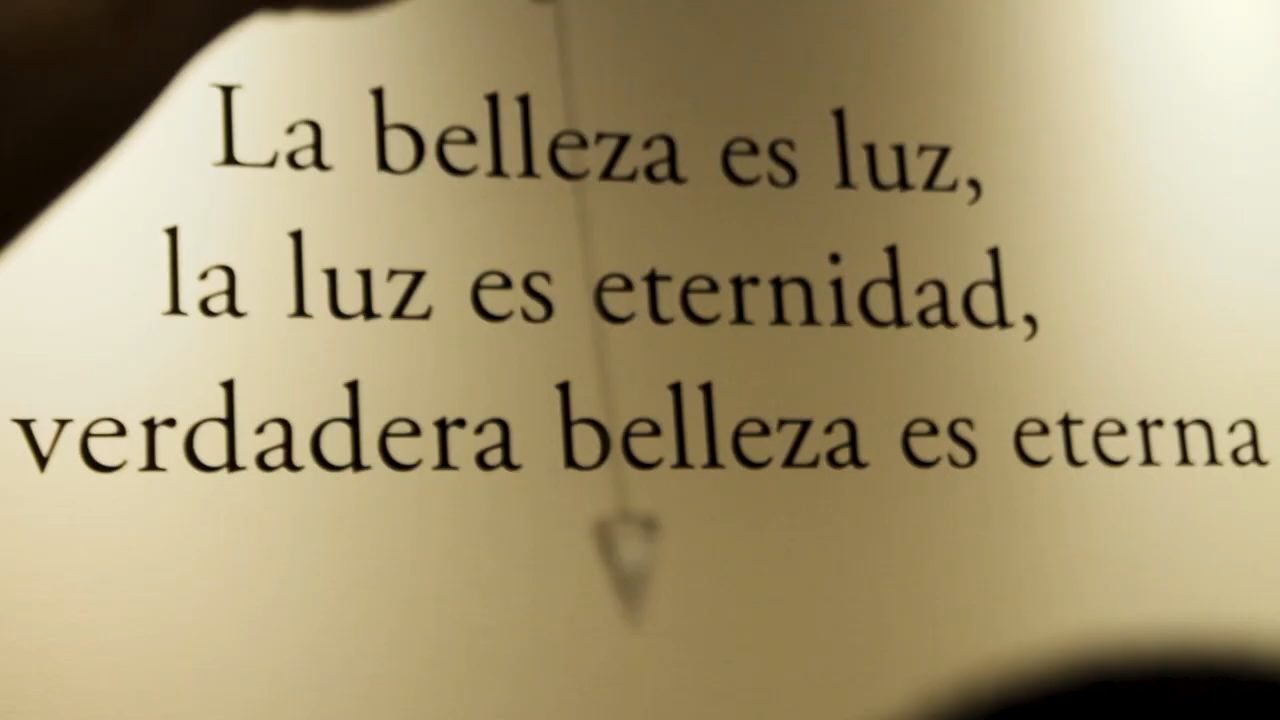 La belleza es luz,
la luz es eternidad,
verdadera belleza es eterna